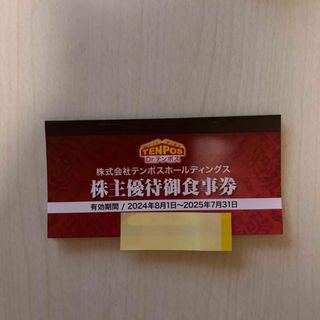 TENPOS
Dr.テンポス
株式会社テンポスホールディングス
株主優待御食事券
有効期間 / 2024年8月1日〜2025年7月31日